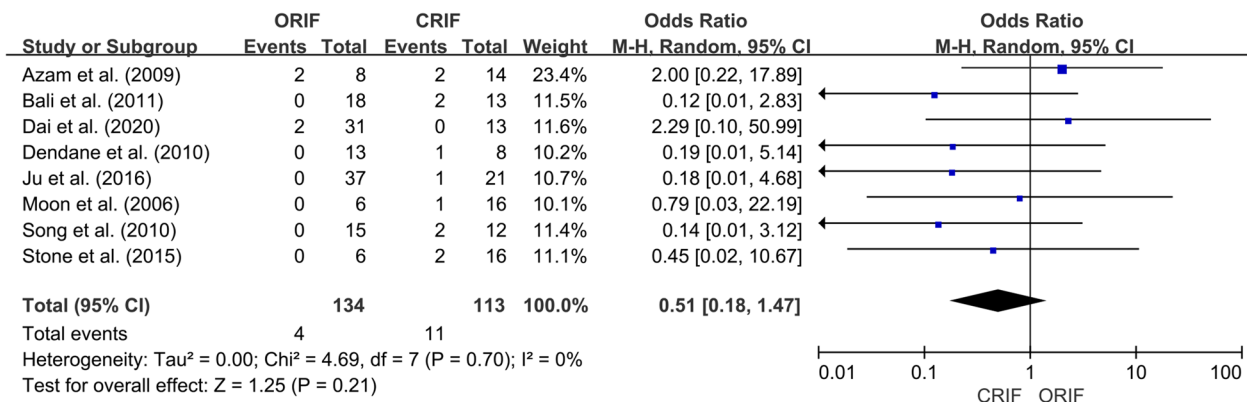 ORIF CRIF Odds Ratio Odds Ratio
Study or Subgroup Events Total Events Total Weight M-H, Random, 95% CI M-H, Random, 95% CI
Azam et al. (2009) 2 8 2 14 23.4% 2.00 [0.22, 17.89]
Bali et al. (2011) 0 18 2 13 11.5% 0.12 [0.01, 2.83]
Dai et al. (2020) 2 31 0 13 11.6% 2.29 [0.10, 50.99]
Dendane et al. (2010) 0 13 1 8 10.2% 0.19 [0.01, 5.14]
Ju et al. (2016) 0 37 1 21 10.7% 0.18 [0.01, 4.68]
Moon et al. (2006) 0 6 1 16 10.1% 0.79 [0.03, 22.19]
Song et al. (2010) 0 15 2 12 11.4% 0.14 [0.01, 3.12]
Stone et al. (2015) 0 6 2 16 11.1% 0.45 [0.02, 10.67]
Total (95% CI) 134 113 100.0% 0.51 [0.18, 1.47]
Total events 4 11
Heterogeneity: Tau² = 0.00; Chi² = 4.69, df = 7 (P = 0.70); I² = 0%
Test for overall effect: Z = 1.25 (P = 0.21)
0.01 0.1 1 10 100
CRIF ORIF